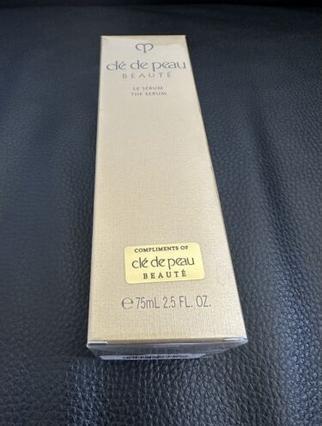 clé de peau
BEAUTÉ
LE SÉRUM
THE SERUM
COMPLIMENTS OF
clé de peau
BEAUTÉ
℮ 75mL 2.5 FL. OZ.